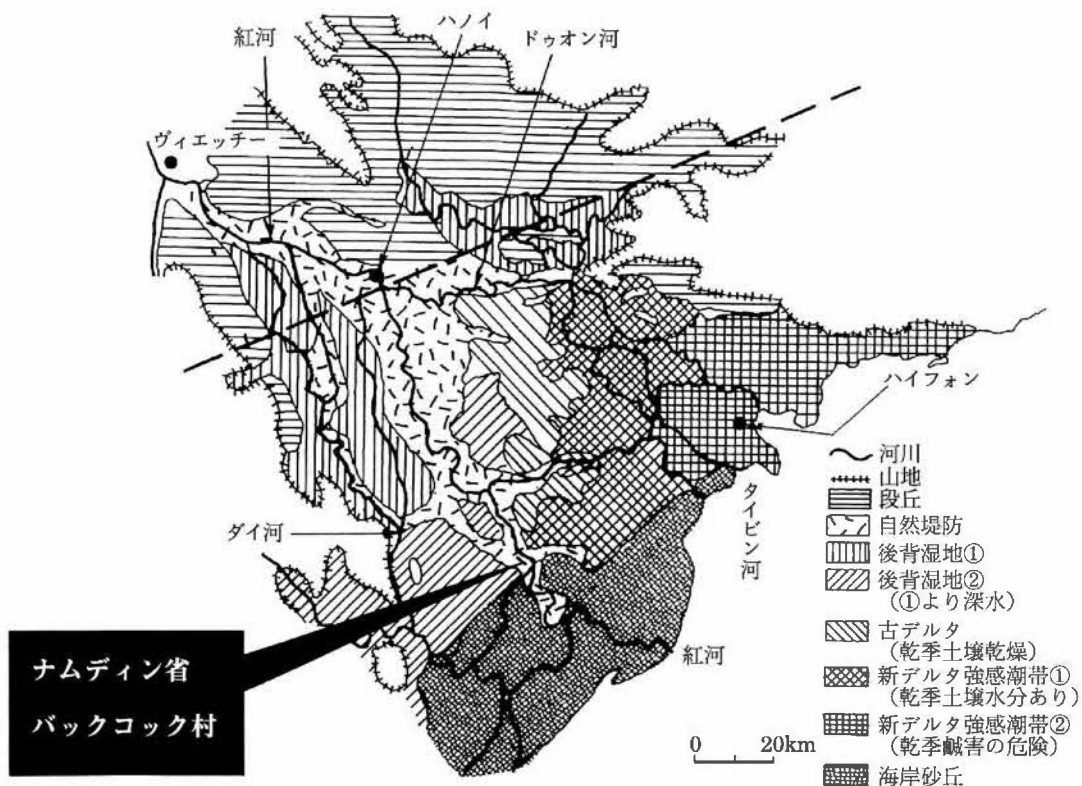 ハノイ
紅河
ドゥオン河
ヴィエッチー
ハイフォン
タイビン河
ダイ河
紅河
ナムディン省
バックコック村
0 20km
河川
山地
段丘
自然堤防
後背湿地①
後背湿地②
(①より深水)
古デルタ
(乾季土壌乾燥)
新デルタ強感潮帯①
(乾季土壌水分あり)
新デルタ強感潮帯②
(乾季鹹害の危険)
海岸砂丘